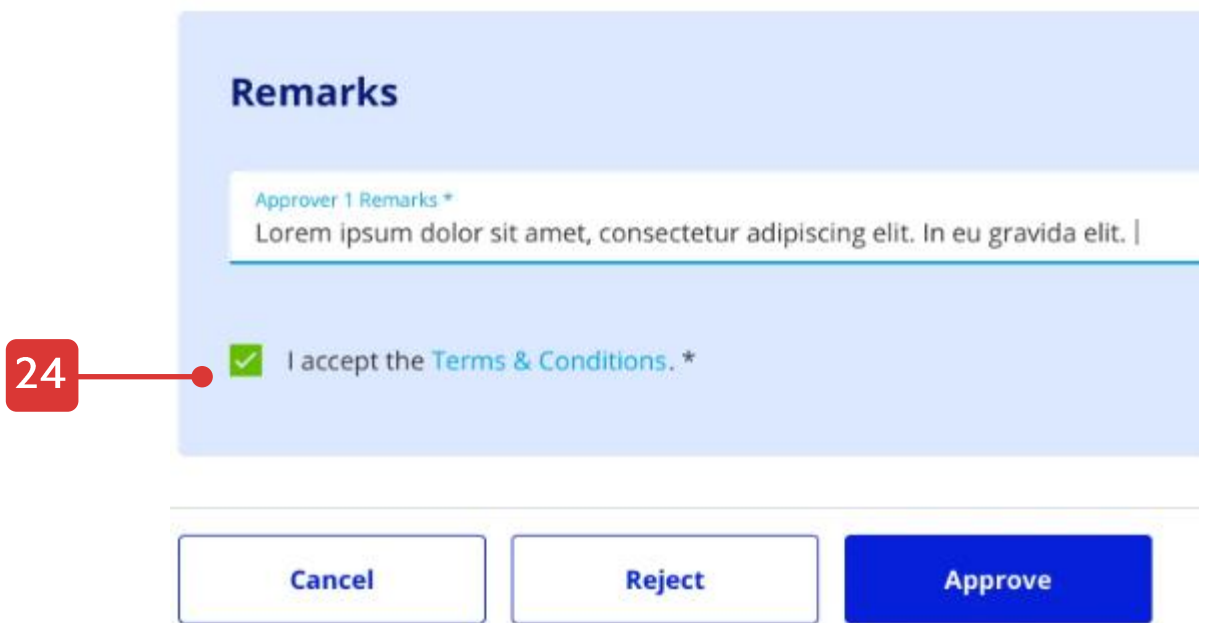 Remarks
Approver 1 Remarks *
Lorem ipsum dolor sit amet, consectetur adipiscing elit. In eu gravida elit.
24
I accept the Terms & Conditions. *
Cancel Reject Approve